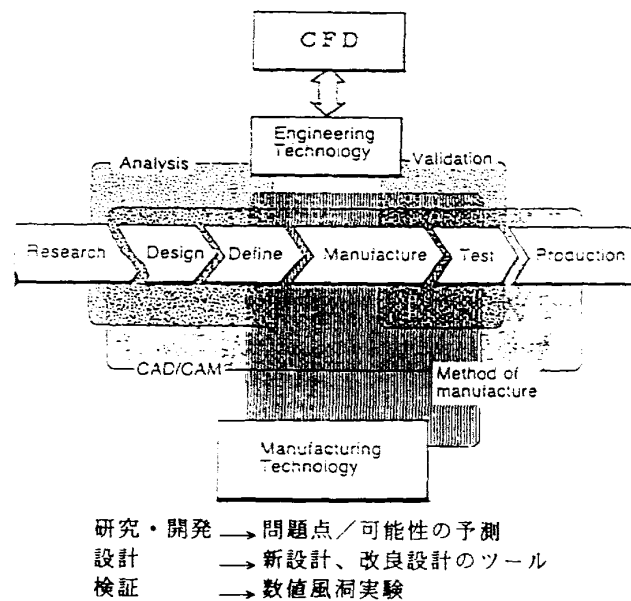 CFD
Engineering
Technology
Analysis
Validation
Research
Design
Define
Manufacture
Test
Production
CAD/CAM
Method of
manufacture
Manufacturing
Technology
研究・開発 → 問題点／可能性の予測
設計 → 新設計、改良設計のツール
検証 → 数値風洞実験